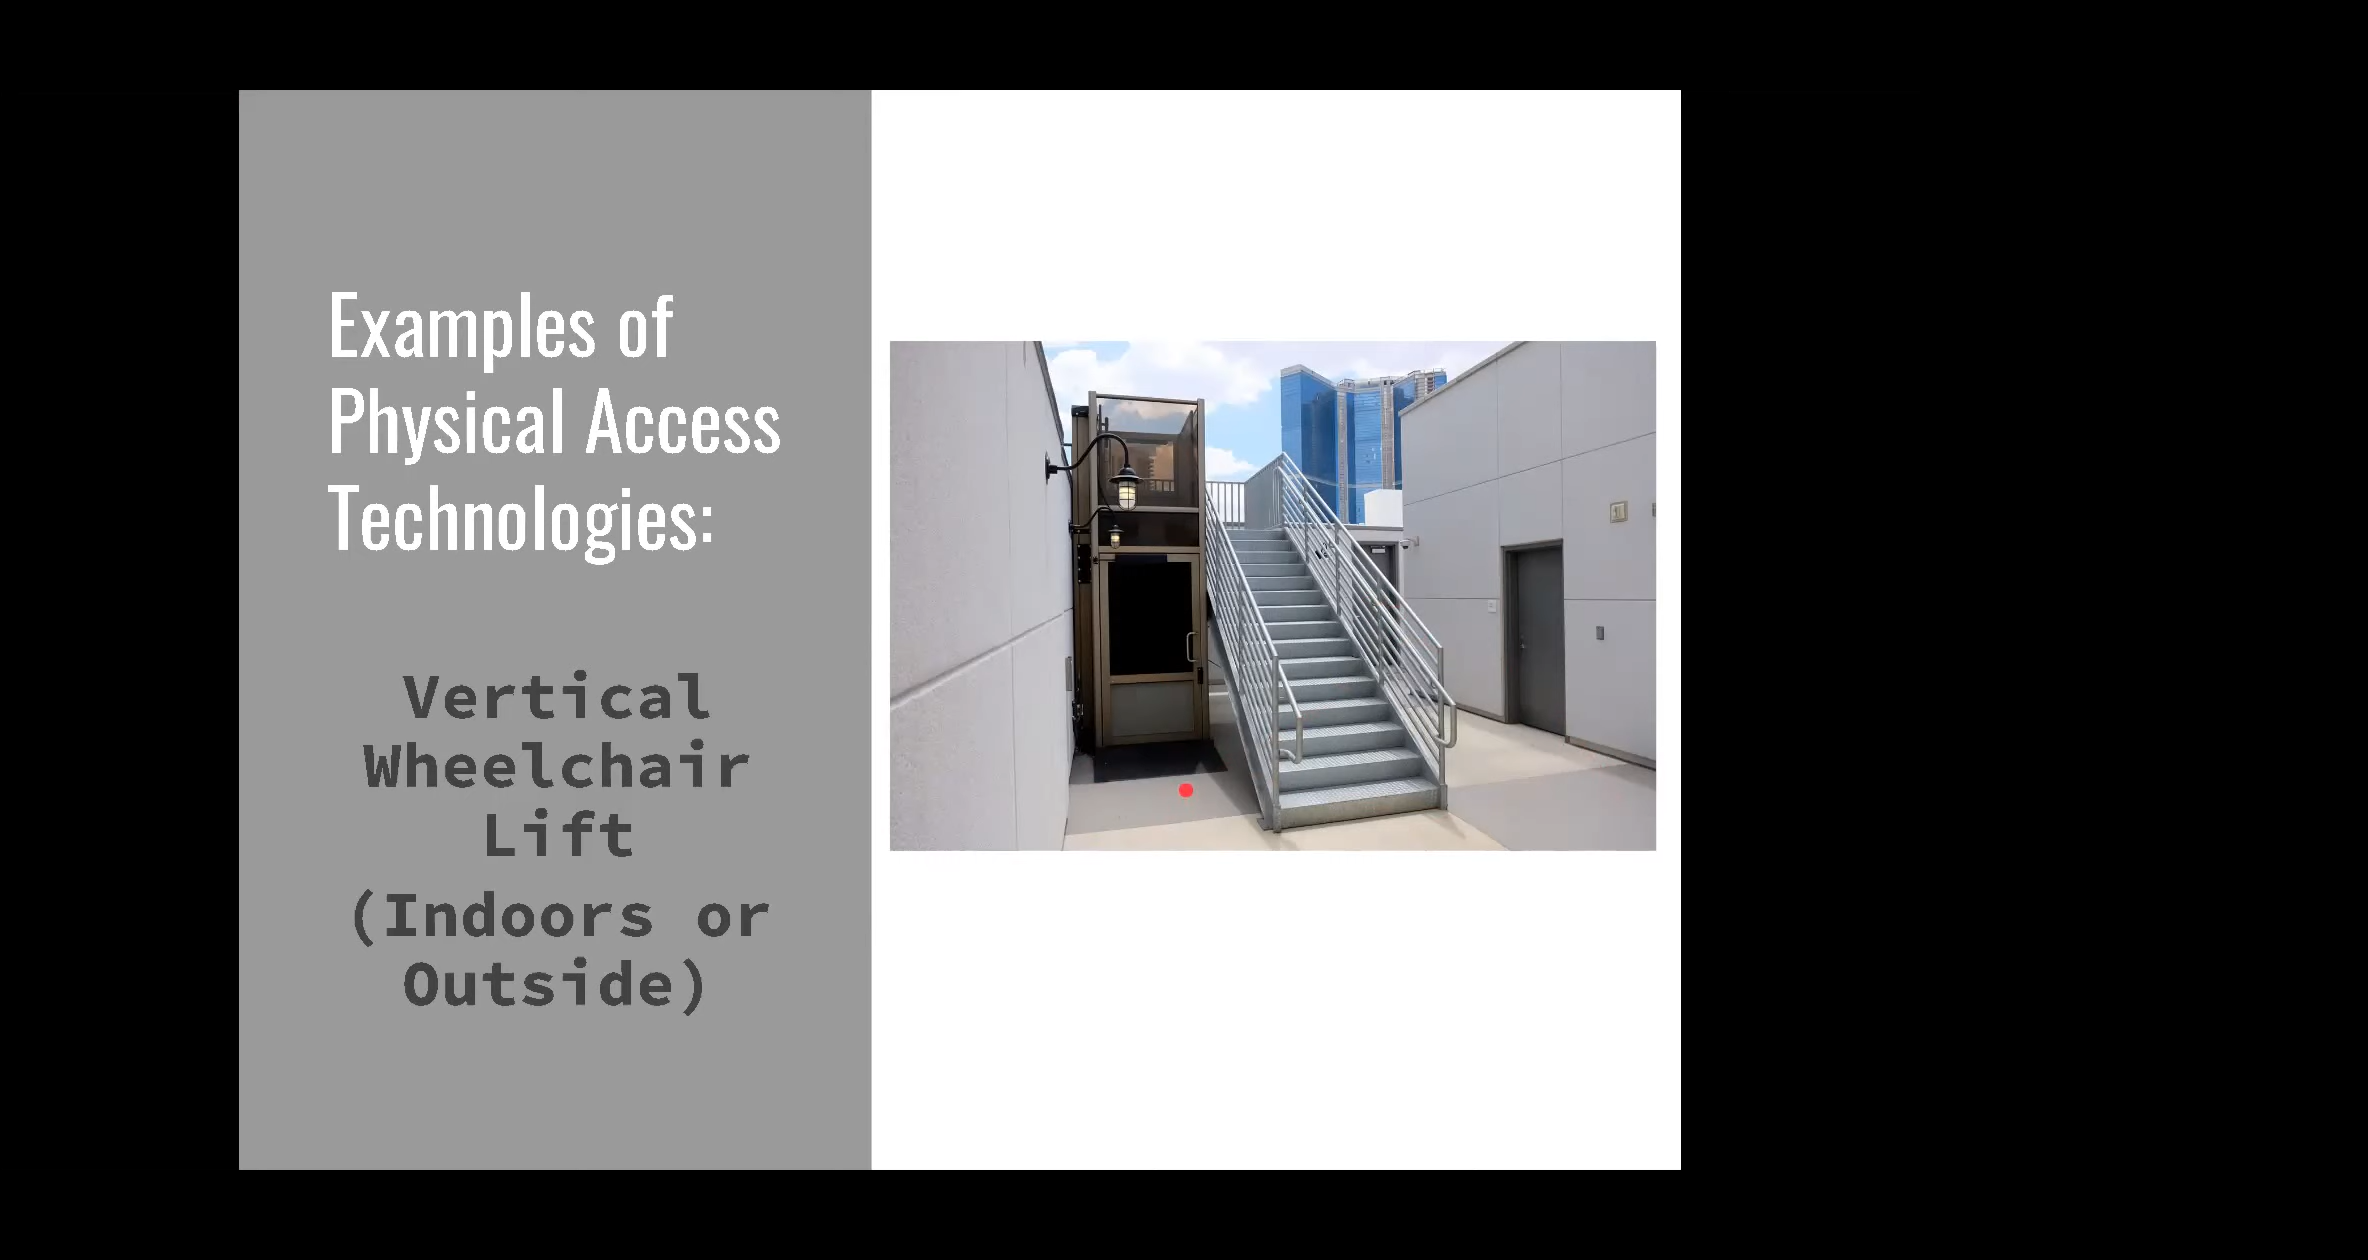 Examples of
Physical Access
Technologies:
Vertical
Wheelchair
Lift
(Indoors or
Outside)